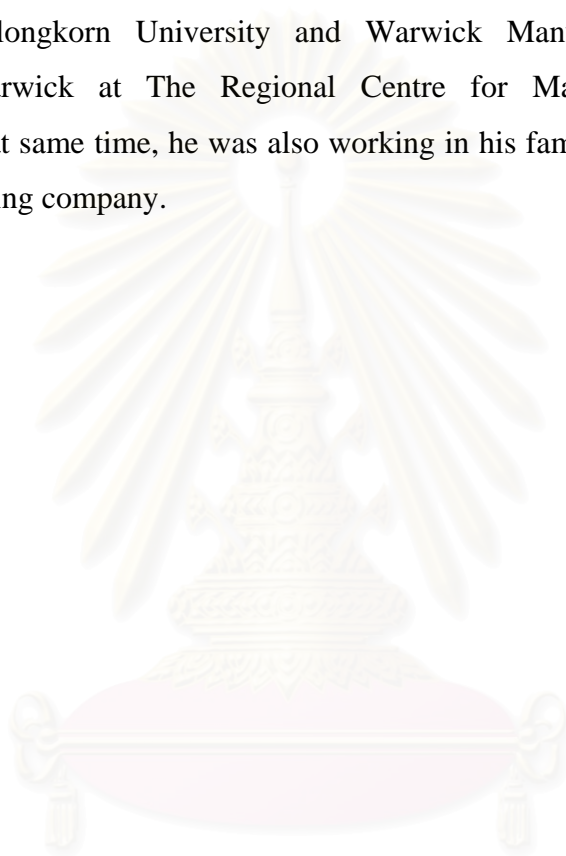 longkorn University and Warwick Man
rwick at The Regional Centre for Ma
t same time, he was also working in his fam
ing company.